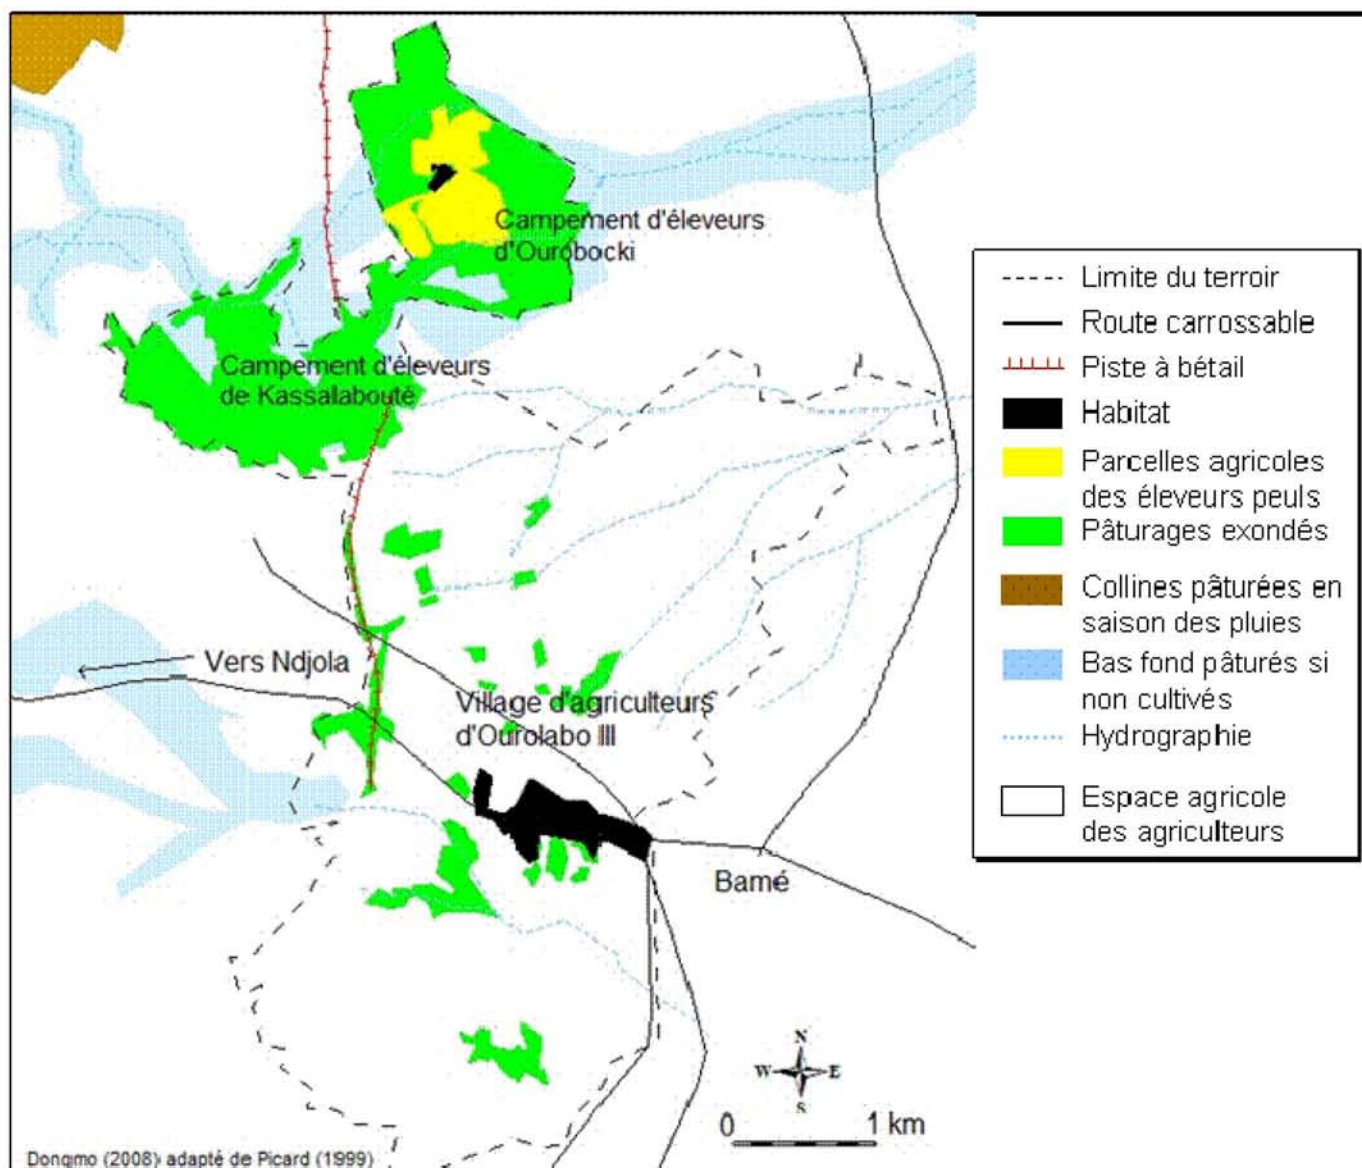 Campement d'éleveurs
d'Ourobocki
Campement d'éleveurs
de Kassalabouté
Vers Ndjola
Village d'agriculteurs
d'Ourolabo III
Bamé
N
W
E
S
0
1 km
Dongmo (2008) adapté de Picard (1999)
Limite du terroir
Route carrossable
Piste à bétail
Habitat
Parcelles agricoles
des éleveurs peuls
Pâturages exondés
Collines pâturées en
saison des pluies
Bas fond pâturés si
non cultivés
Hydrographie
Espace agricole
des agriculteurs